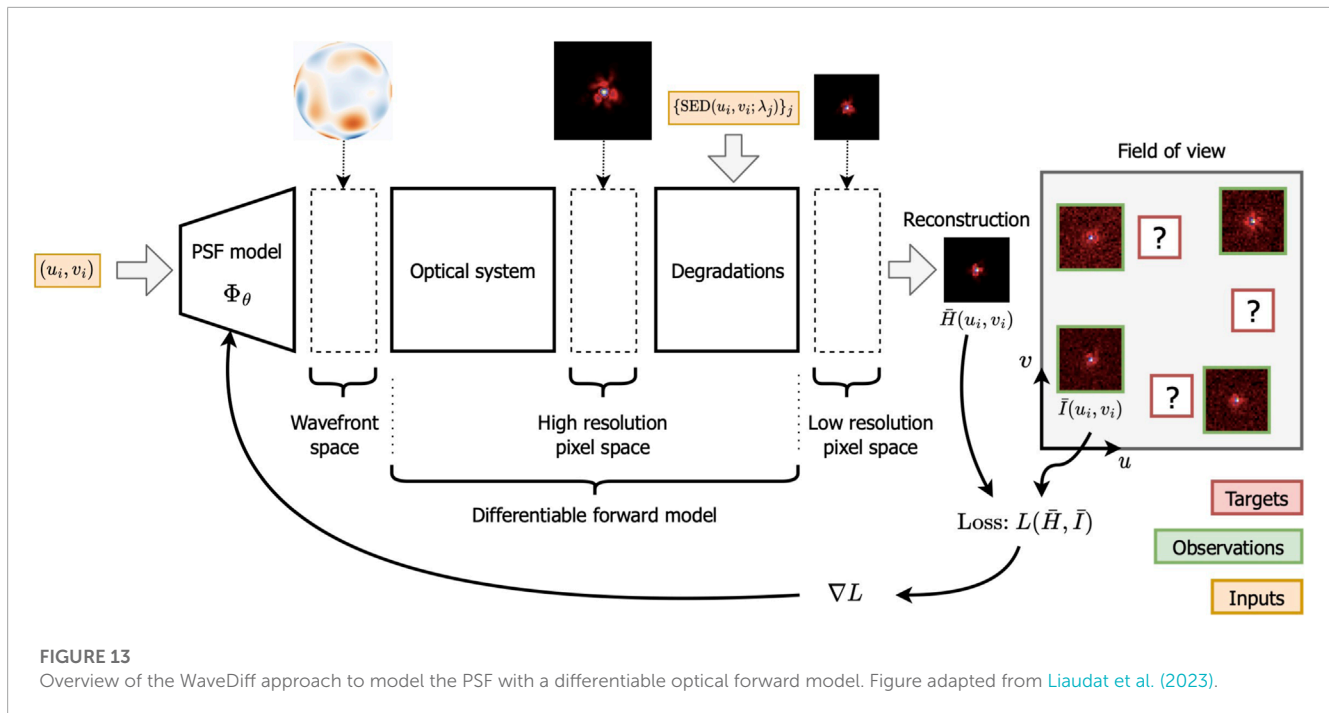 {SED(u_i, v_i; λ_j)}_j
Field of view
(u_i, v_i)
PSF model
Φ_θ
Optical system
Degradations
Reconstruction
H̄(u_i, v_i)
?
?
?
v
Ī(u_i, v_i)
u
Wavefront
space
High resolution
pixel space
Low resolution
pixel space
Differentiable forward model
Loss: L(H̄, Ī)
∇L
Targets
Observations
Inputs
FIGURE 13
Overview of the WaveDiff approach to model the PSF with a differentiable optical forward model. Figure adapted from Liaudat et al. (2023).